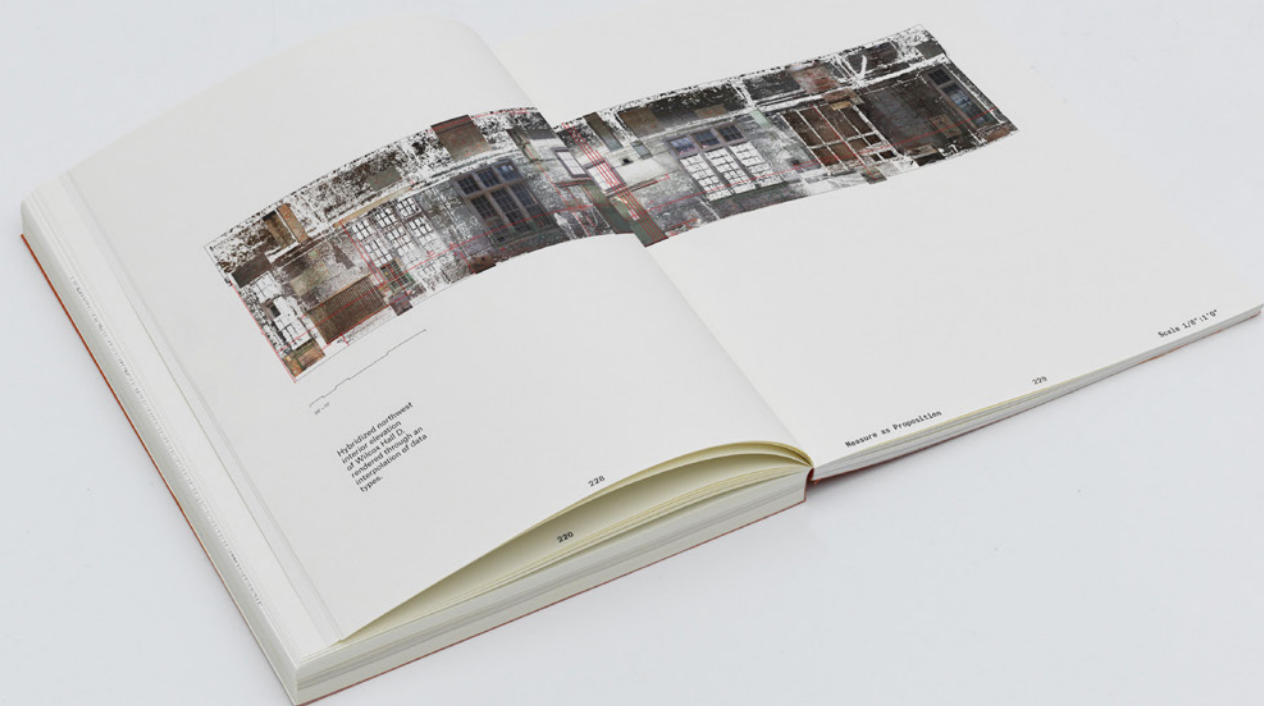 Hybridized northwest
interior elevation
of Wilcox Hall D,
rendered through an
interpolation of data
types.
228
220
Measure as Proposition
229
Scale 1/8":1'0"